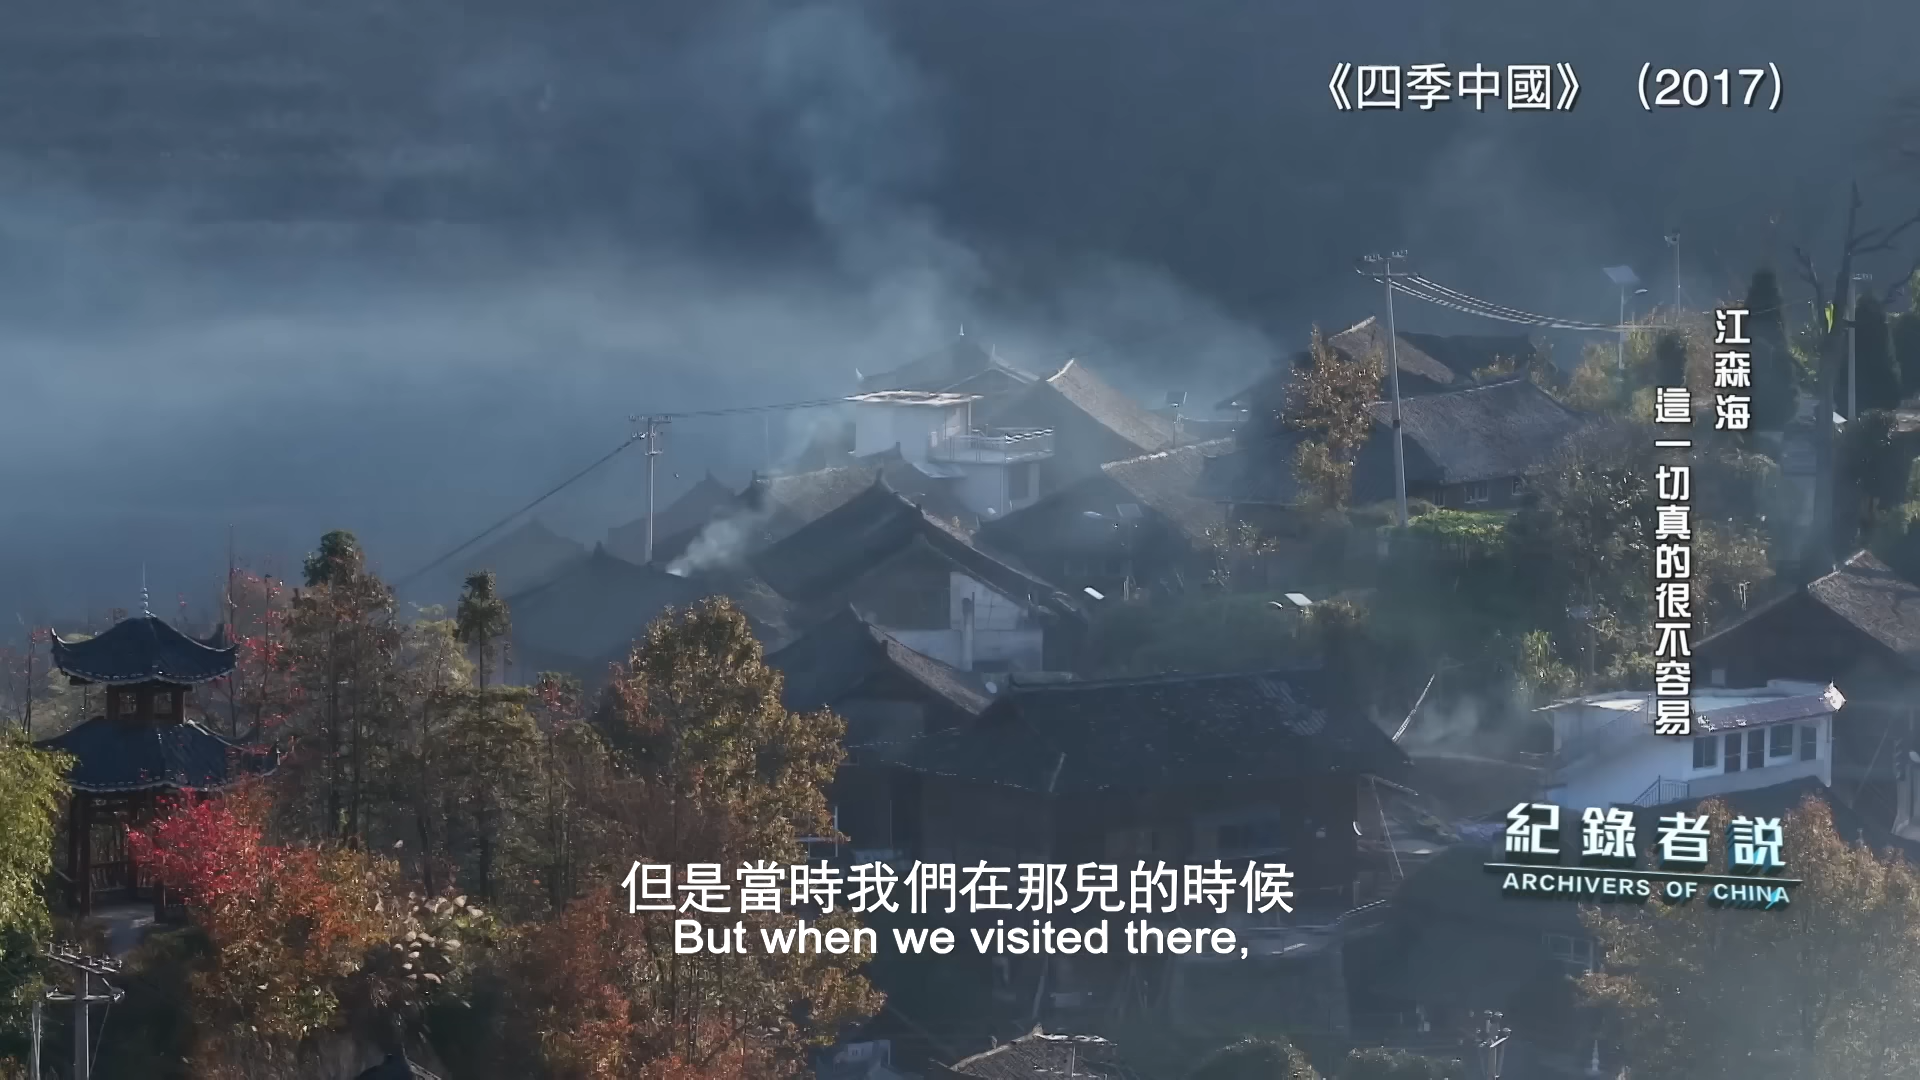 《四季中國》（2017）
江森海
這一切真的很不容易
紀錄者説
ARCHIVERS OF CHINA
但是當時我們在那兒的時候
But when we visited there,